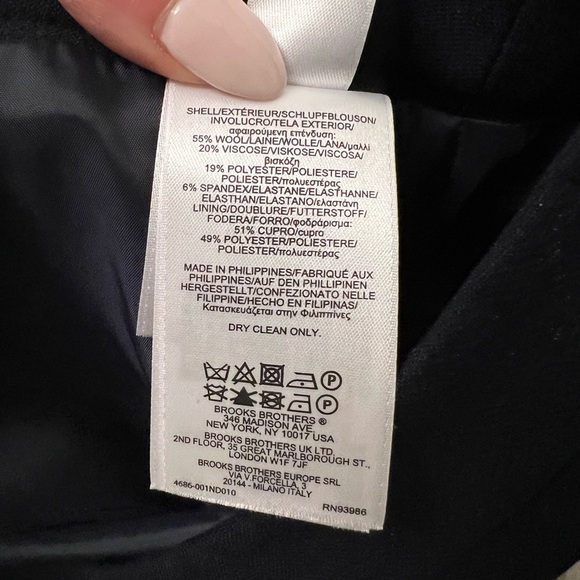 SHELL/EXTÉRIEUR/SCHLUPFBLOUSON/
INVOLUCRO/TELA EXTERIOR/
αφαιρούμενη επένδυση:
55% WOOL/LAINE/WOLLE/LANA/μαλλί
20% VISCOSE/VISKOSE/VISCOSA/
βισκόζη
19% POLYESTER/POLIESTERE/
POLIESTER/πολυεστέρας
6% SPANDEX/ELASTANE/ELASTHANNE/
ELASTHAN/ELASTANO/ελαστάνη
LINING/DOUBLURE/FUTTERSTOFF/
FODERA/FORRO/φοδράρισμα:
51% CUPRO/cupro
49% POLYESTER/POLIESTERE/
POLIESTER/πολυεστέρας
MADE IN PHILIPPINES/FABRIQUÉ AUX
PHILIPPINES/AUF DEN PHILLIPINEN
HERGESTELLT/CONFEZIONATO NELLE
FILIPPINE/HECHO EN FILIPINAS/
Κατασκευάζεται στην Φιλιππίνες
DRY CLEAN ONLY.
P
P
BROOKS BROTHERS ®
346 MADISON AVE.
NEW YORK, NY 10017 USA
BROOKS BROTHERS UK LTD.
2ND FLOOR, 35 GREAT MARLBOROUGH ST.
LONDON W1F 7JF
BROOKS BROTHERS EUROPE SRL
VIA V.FORCELLA, 3
20144 - MILANO ITALY
4686-001ND010 RN93986